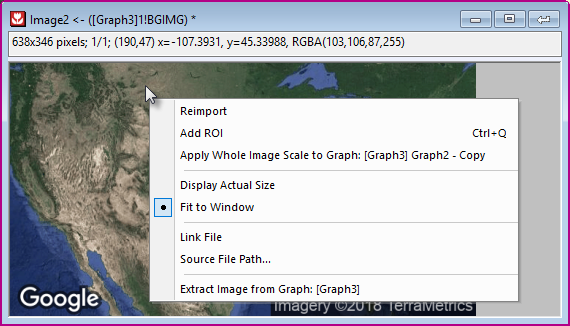 Image2 <- ([Graph3]1!BGIMG) *
638x346 pixels; 1/1; (190,47) x=-107.3931, y=45.33988, RGBA(103,106,87,255)
Reimport
Add ROI Ctrl+Q
Apply Whole Image Scale to Graph: [Graph3] Graph2 - Copy
Display Actual Size
Fit to Window
Link File
Source File Path...
Extract Image from Graph: [Graph3]
Google
Imagery ©2018 TerraMetrics